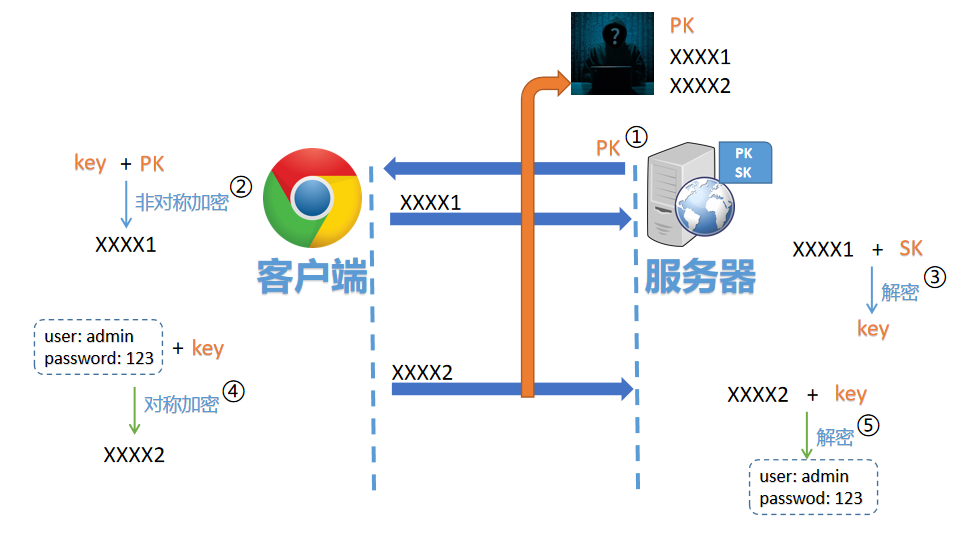 PK
XXXX1
XXXX2
?
PK ①
PK
SK
key + PK
非对称加密 ②
XXXX1
XXXX1
客户端
服务器
XXXX1 + SK
解密 ③
key
user: admin
password: 123
+ key
对称加密 ④
XXXX2
XXXX2
XXXX2 + key
解密 ⑤
user: admin
passwod: 123